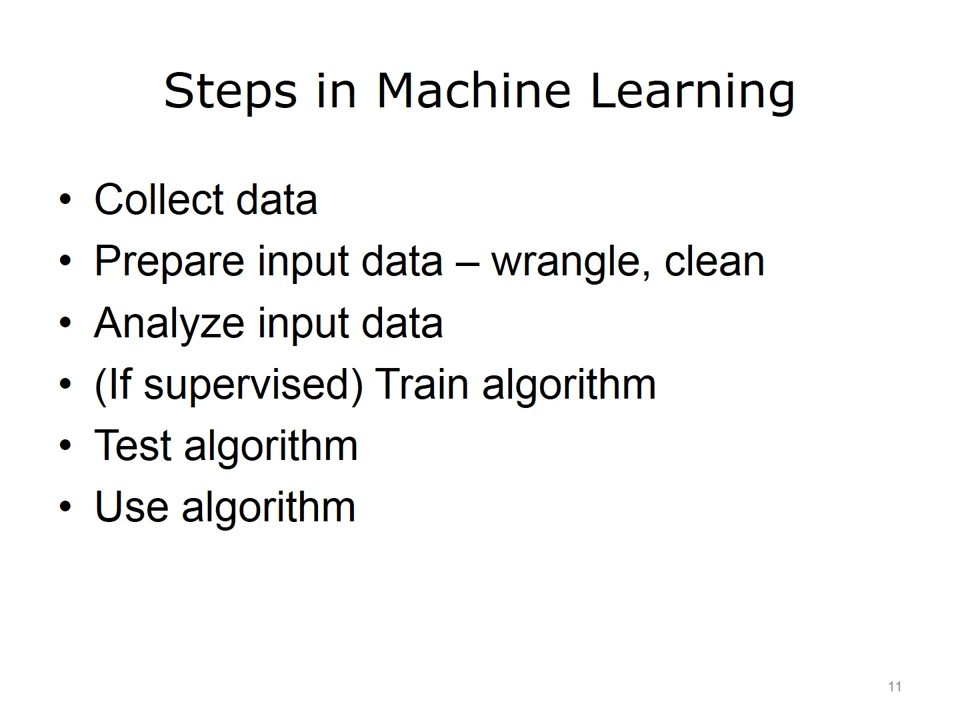 Steps in Machine Learning
• Collect data
• Prepare input data – wrangle, clean
• Analyze input data
• (If supervised) Train algorithm
• Test algorithm
• Use algorithm
11